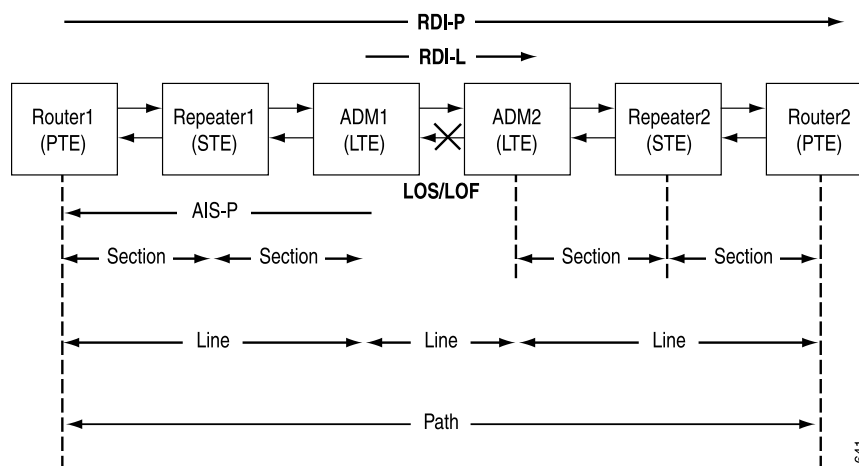 RDI-P
RDI-L
Router1
(PTE)
Repeater1
(STE)
ADM1
(LTE)
ADM2
(LTE)
Repeater2
(STE)
Router2
(PTE)
LOS/LOF
AIS-P
Section
Section
Section
Section
Line
Line
Line
Path